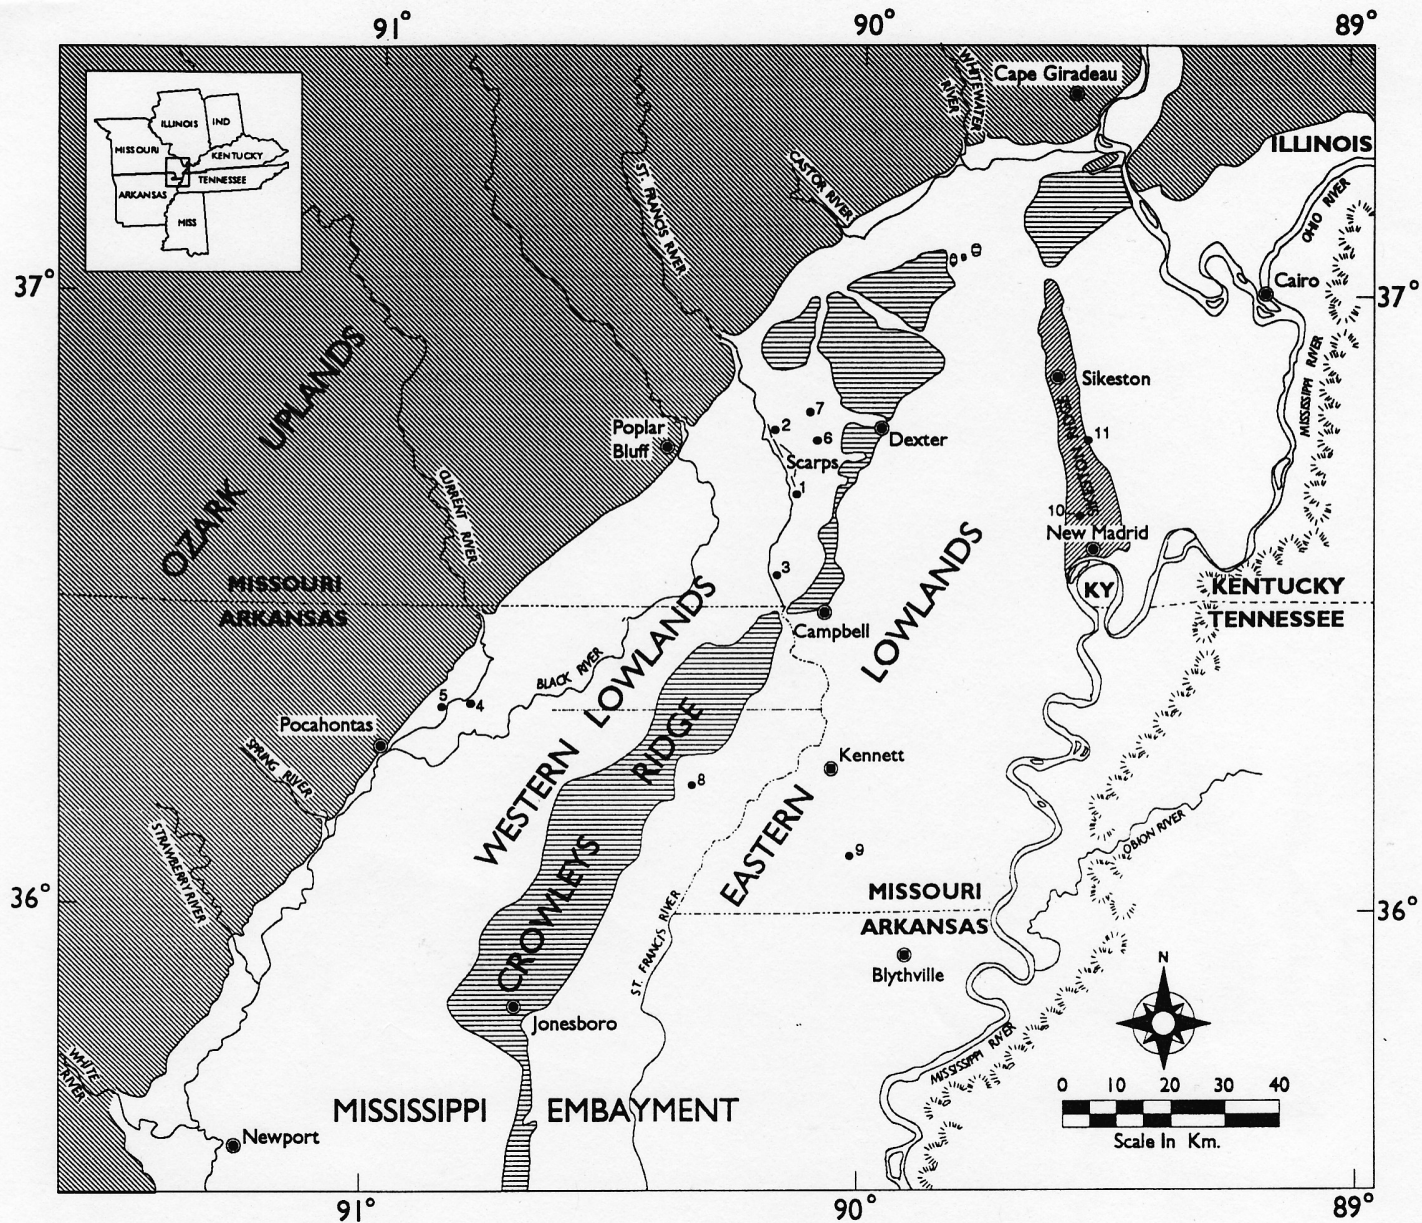 91°
90°
89°
ILLINOIS
IND
MISSOURI
KENTUCKY
TENNESSEE
ARKANSAS
MISS
WHITEWATER
RIVER
Cape Giradeau
ILLINOIS
CASTOR RIVER
ST. FRANCIS RIVER
OHIO RIVER
37°
37°
Cairo
OZARK UPLANDS
MISSISSIPPI RIVER
Sikeston
SIKESTON RIDGE
7
2
6
Poplar
Bluff
Dexter
11
Scarps
1
CURRENT RIVER
10
New Madrid
3
MISSOURI
ARKANSAS
KY
KENTUCKY
TENNESSEE
Campbell
WESTERN LOWLANDS
EASTERN LOWLANDS
BLACK RIVER
5
4
Pocahontas
CROWLEYS RIDGE
SPRING RIVER
Kennett
8
STRAWBERRY RIVER
OBION RIVER
9
36°
36°
MISSOURI
ARKANSAS
ST. FRANCIS RIVER
Blythville
N
Jonesboro
MISSISSIPPI RIVER
WHITE
RIVER
0 10 20 30 40
Scale In Km.
MISSISSIPPI EMBAYMENT
Newport
91°
90°
89°